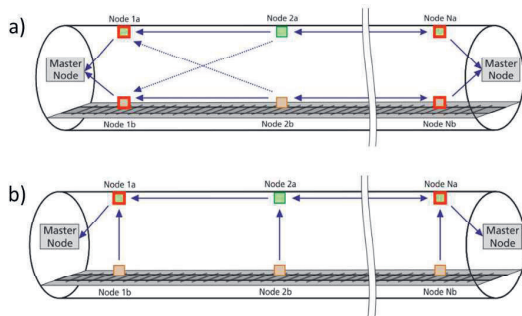 a)
Node 1a
Node 2a
Node Na
Master
Node
Master
Node
Node 1b
Node 2b
Node Nb
b)
Node 1a
Node 2a
Node Na
Master
Node
Master
Node
Node 1b
Node 2b
Node Nb